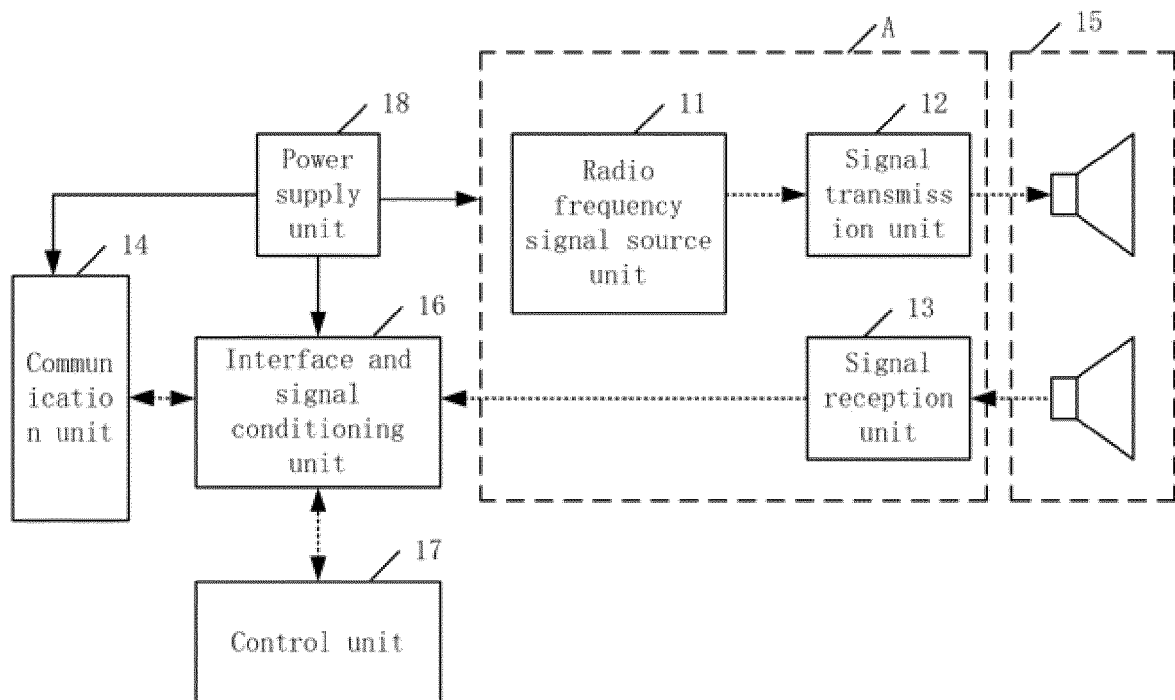 A
15
18
11
12
Power
supply
unit
Radio
frequency
signal source
unit
Signal
transmiss
ion unit
14
16
13
Commun
icatio
n unit
Interface and
signal
conditioning
unit
Signal
reception
unit
17
Control unit